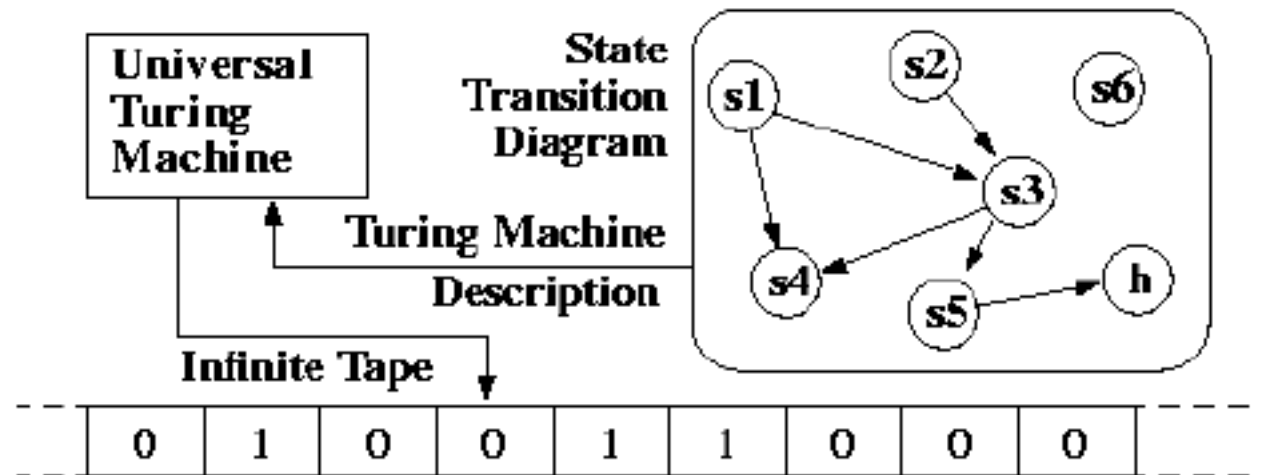 Universal
Turing
Machine
State
Transition
Diagram
s1
s2
s6
s3
s4
s5
h
Turing Machine
Description
Infinite Tape
0 1 0 0 1 1 0 0 0